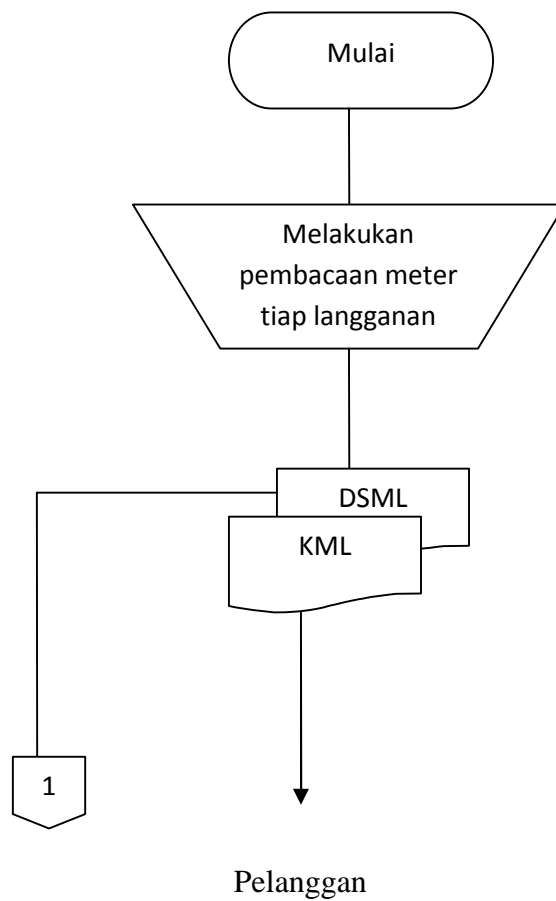 Mulai
Melakukan
pembacaan meter
tiap langganan
DSML
KML
1
Pelanggan